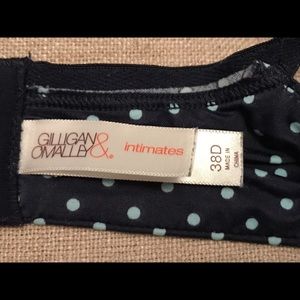 GILLIGAN &
O'MALLEY®
intimates
38D
MADE IN
CHINA